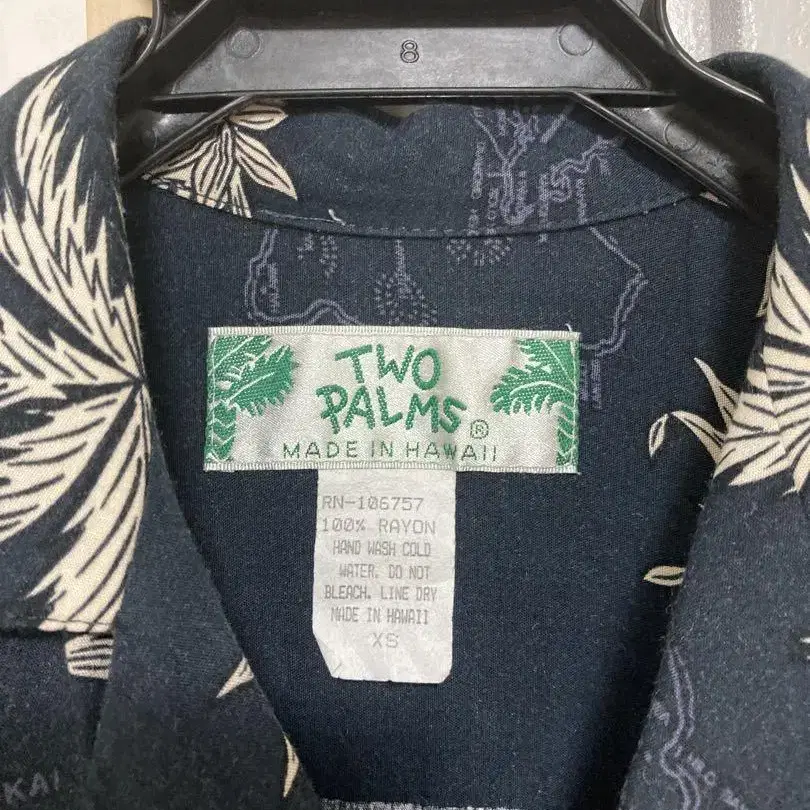 8
TWO
PALMS®
MADE IN HAWAII
RN-106757
100% RAYON
HAND WASH COLD
WATER. DO NOT
BLEACH. LINE DRY
MADE IN HAWAII
XS
KAI